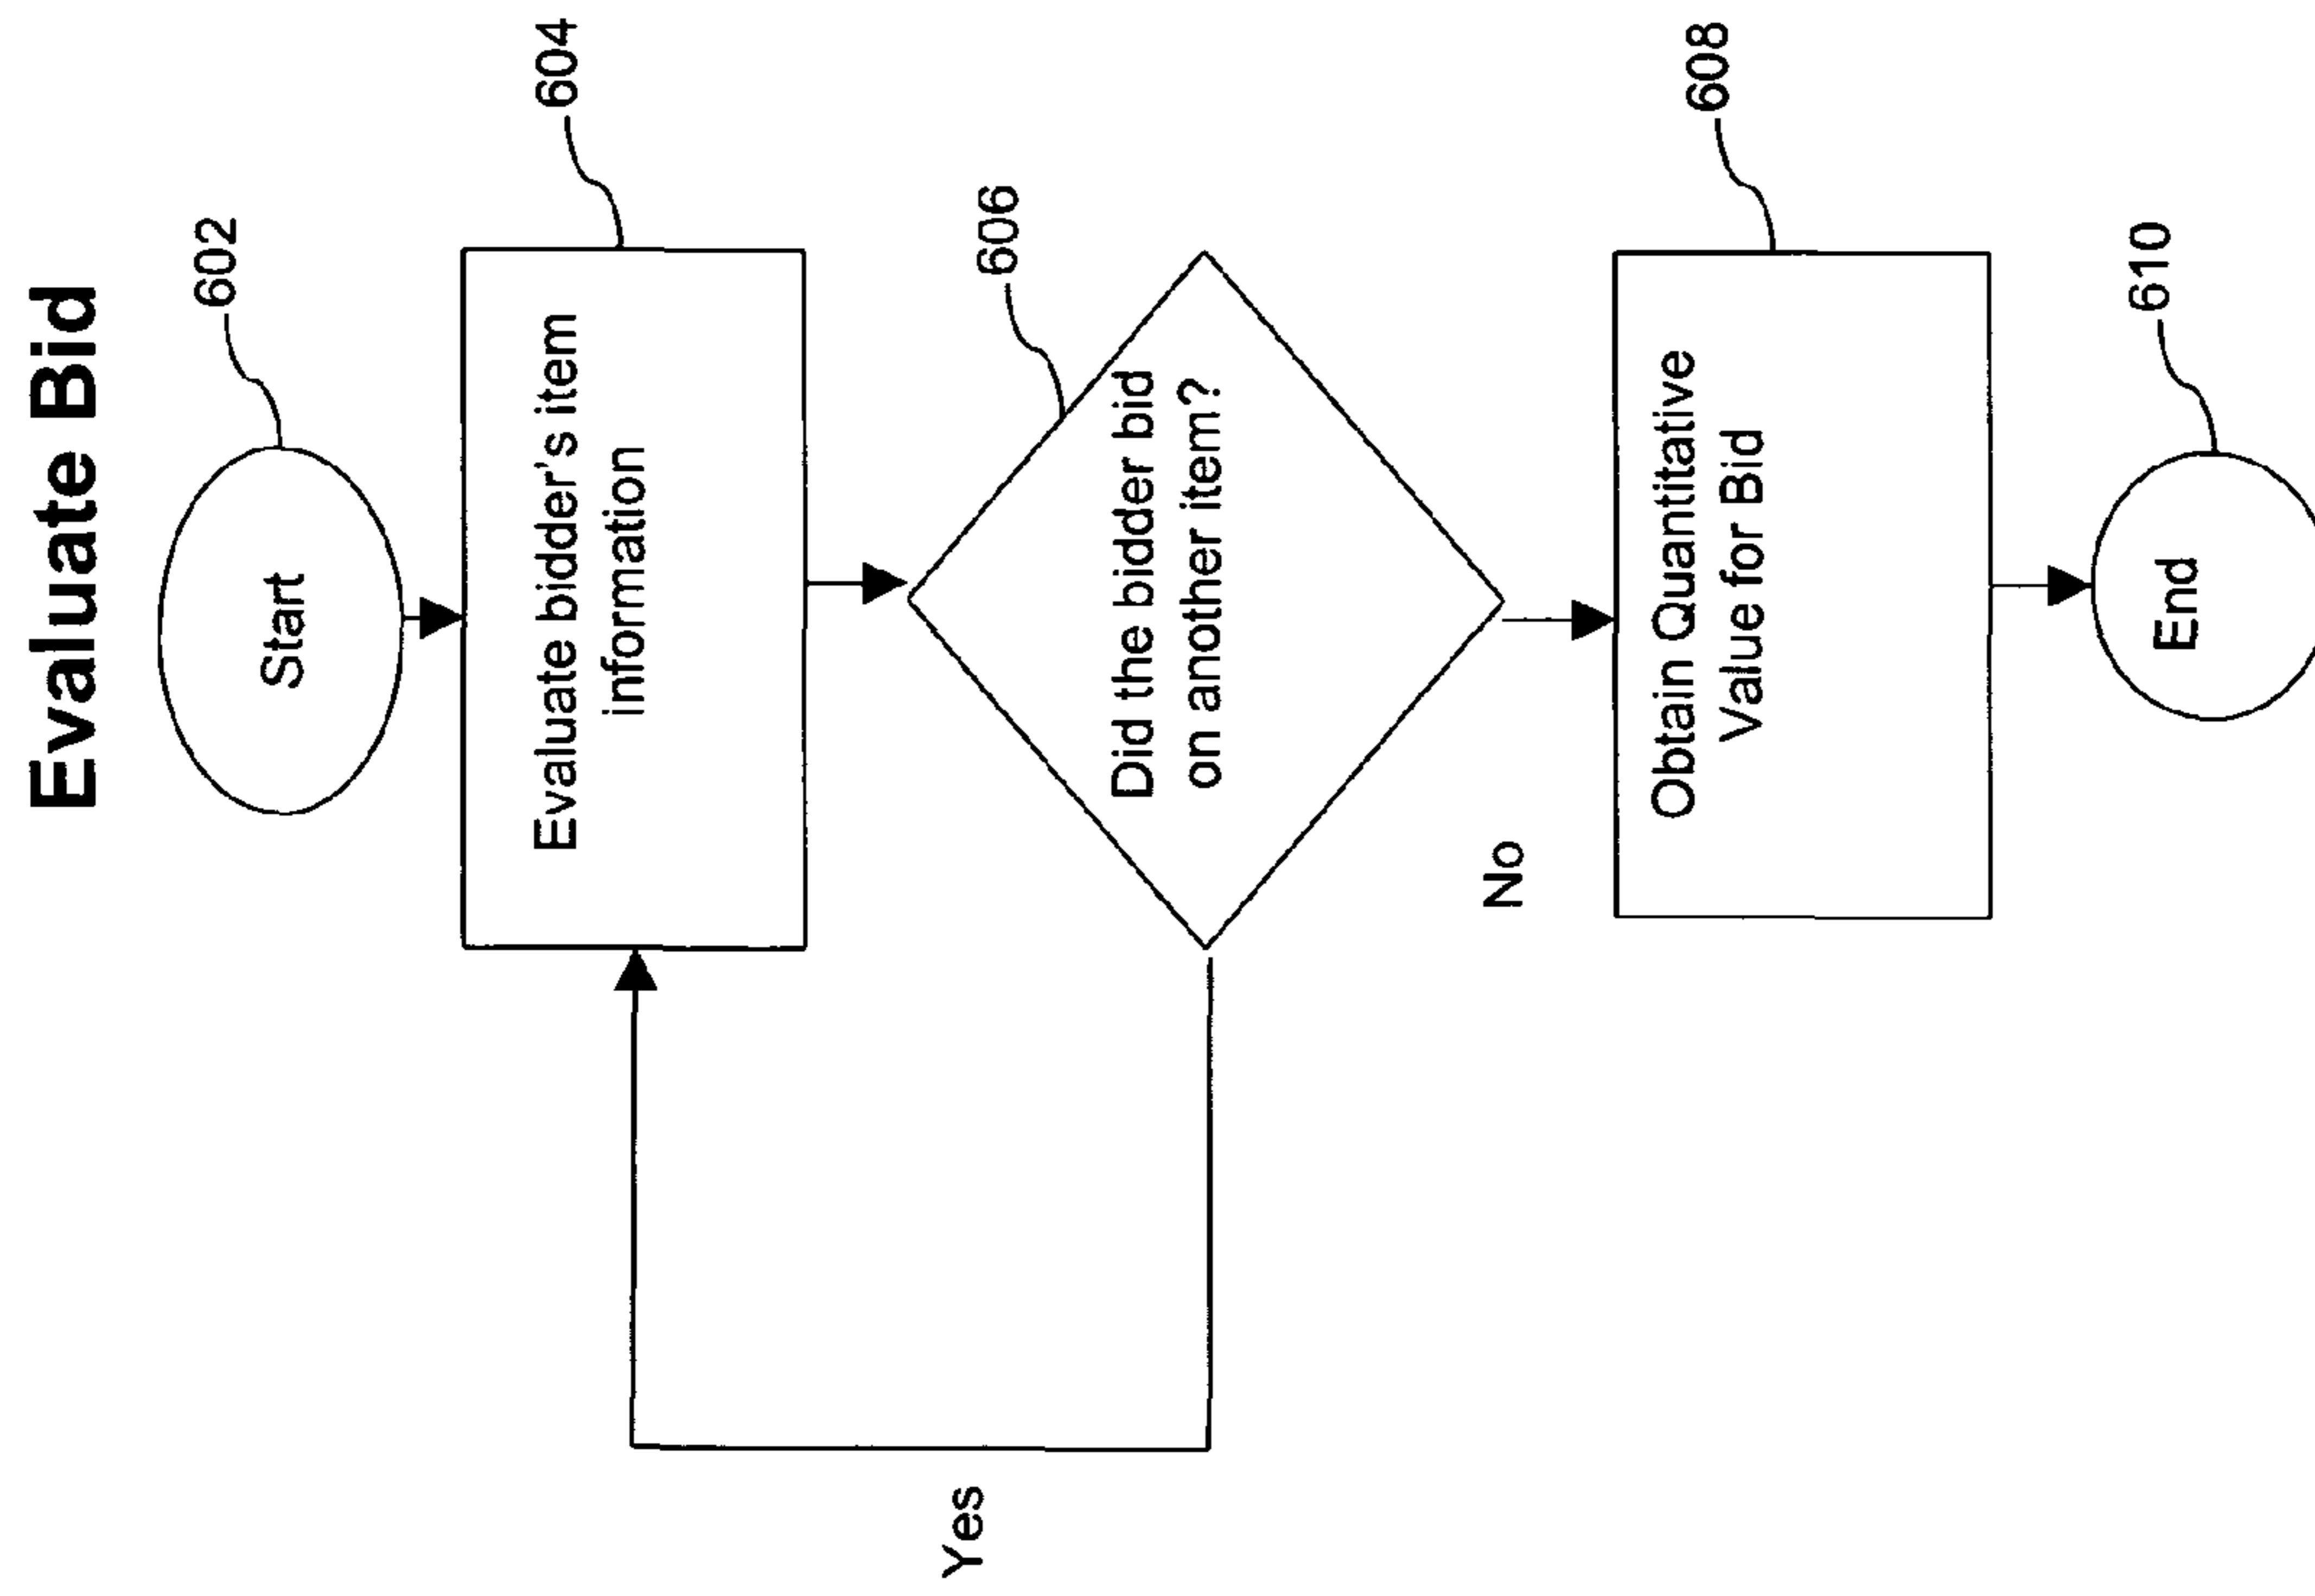 Evaluate Bid
602
Start
604
Evaluate bidder's item
information
606
Did the bidder bid
on another item?
Yes
No
608
Obtain Quantitative
Value for Bid
610
End